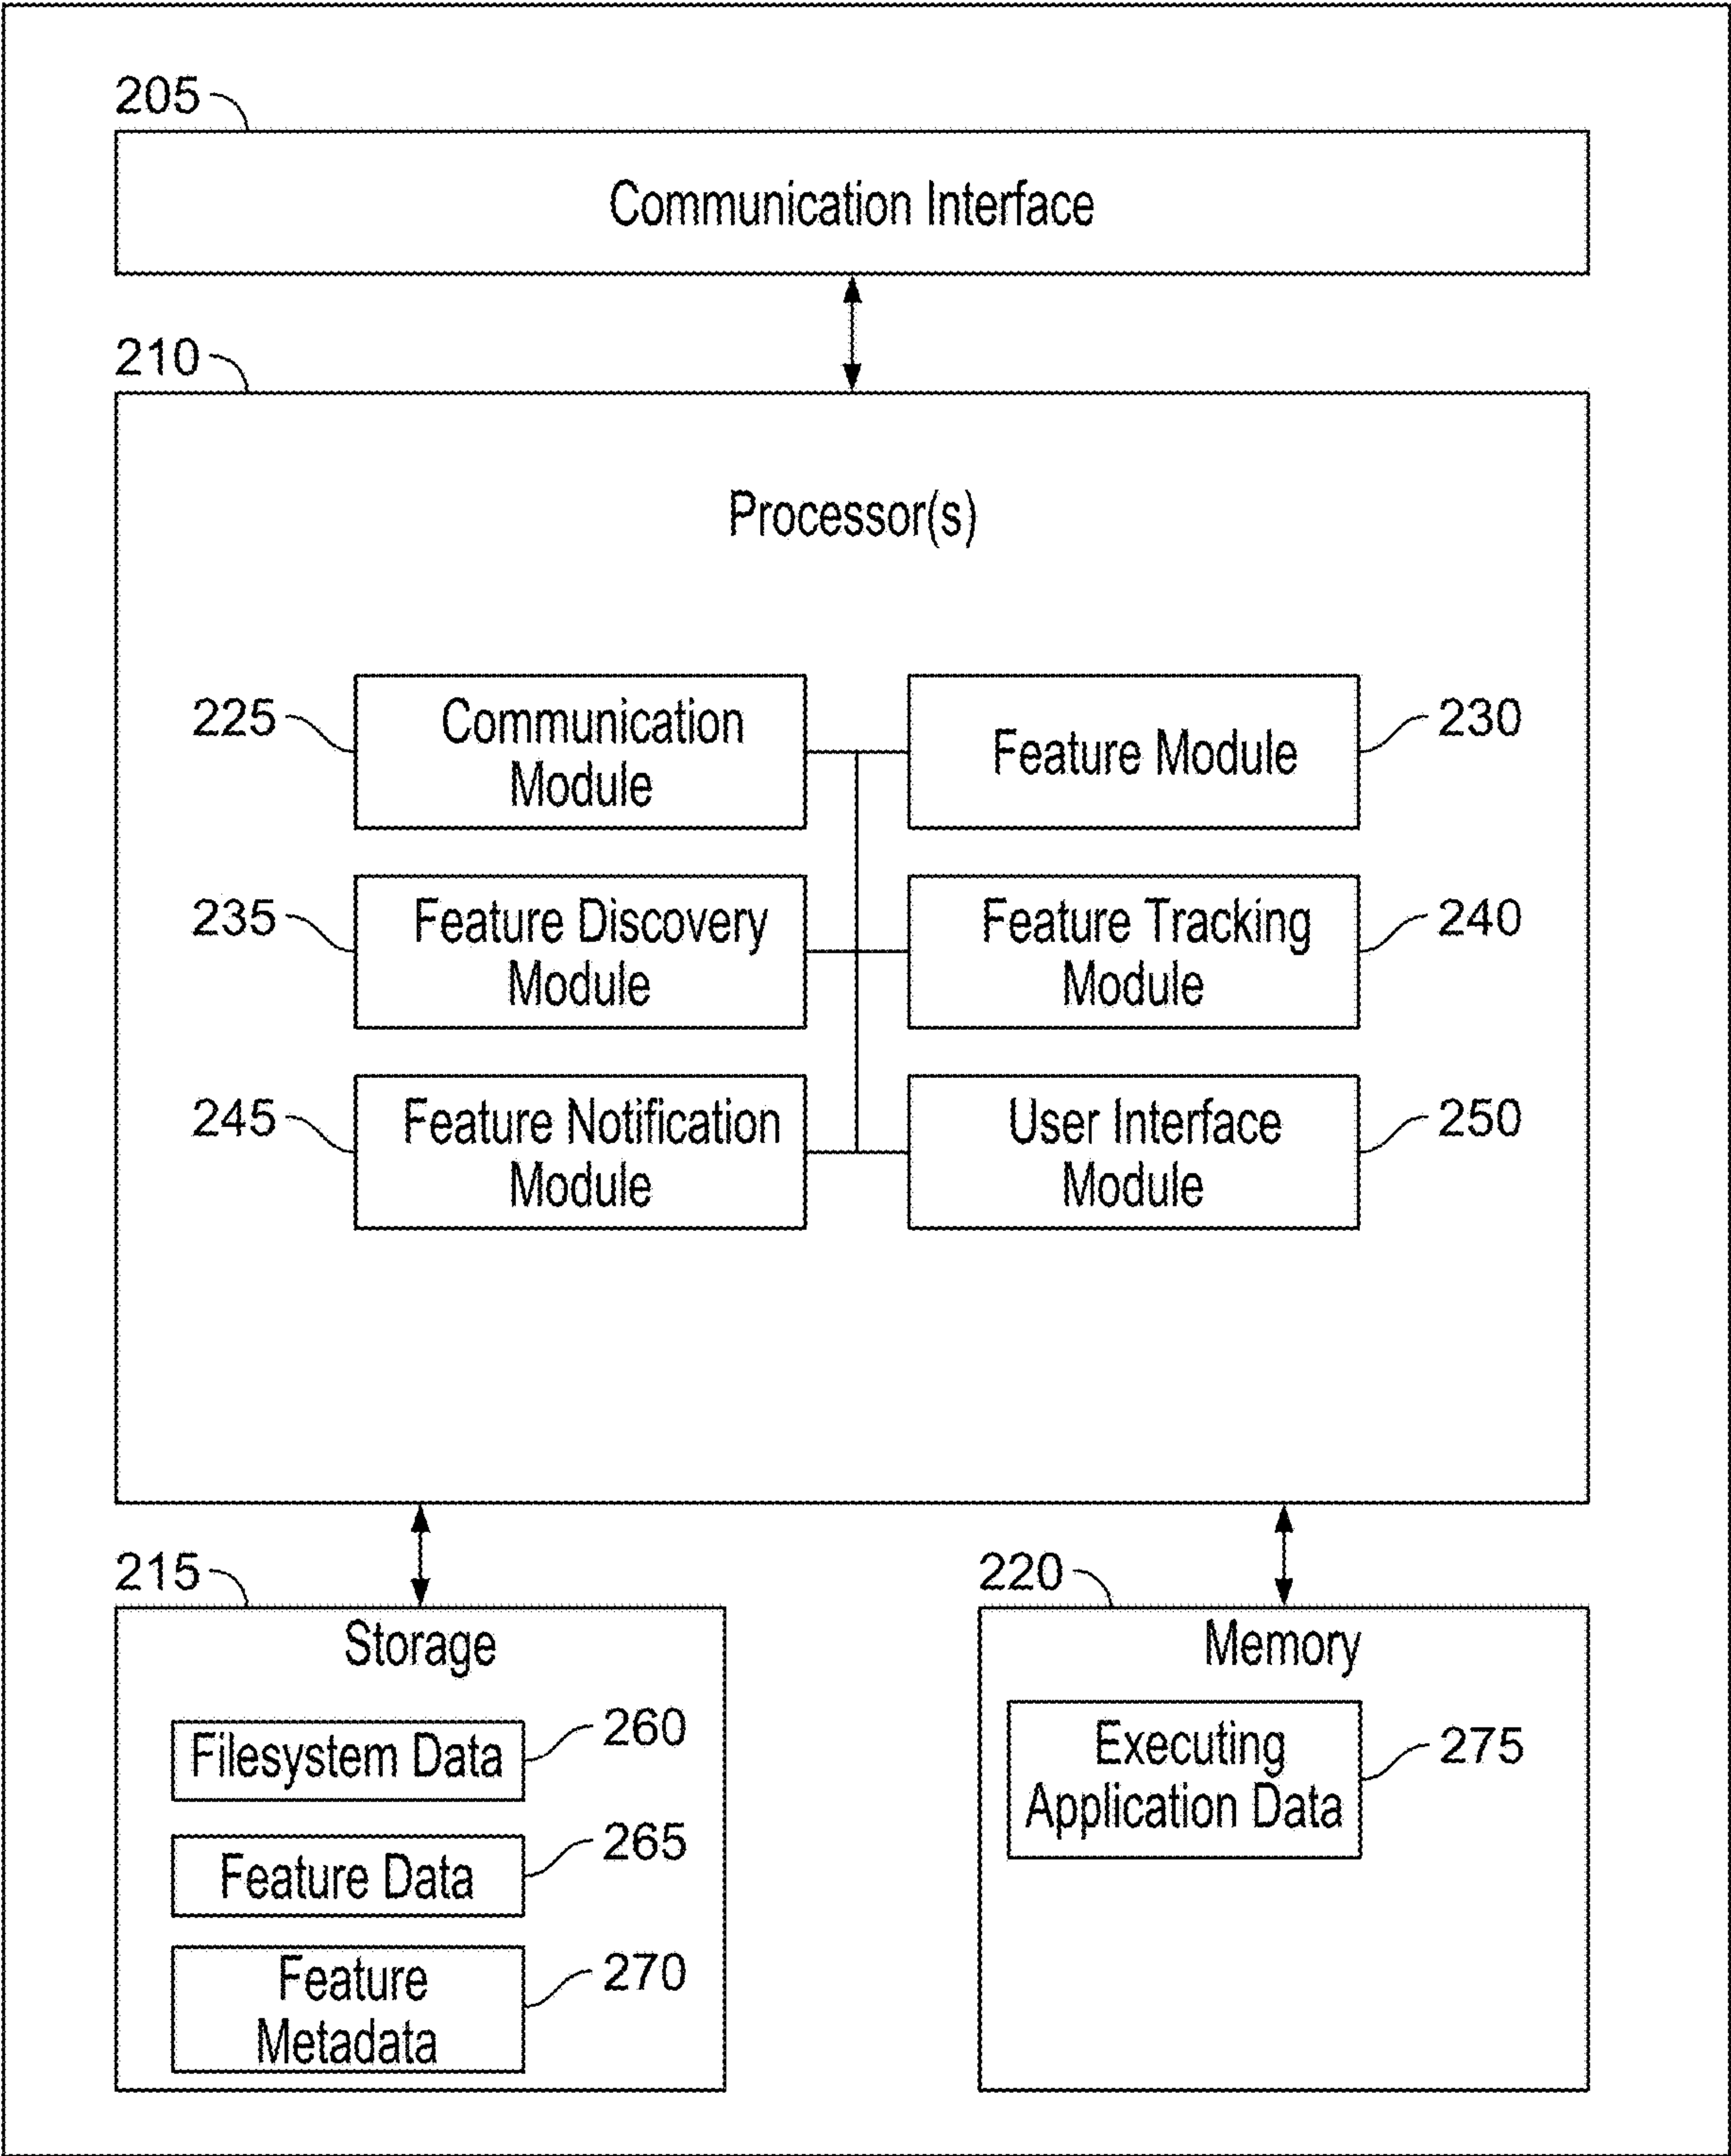 205
Communication Interface
210
Processor(s)
225
Communication
Module
Feature Module
230
235
Feature Discovery
Module
Feature Tracking
Module
240
245
Feature Notification
Module
User Interface
Module
250
215
Storage
Filesystem Data
260
Feature Data
265
Feature
Metadata
270
220
Memory
Executing
Application Data
275